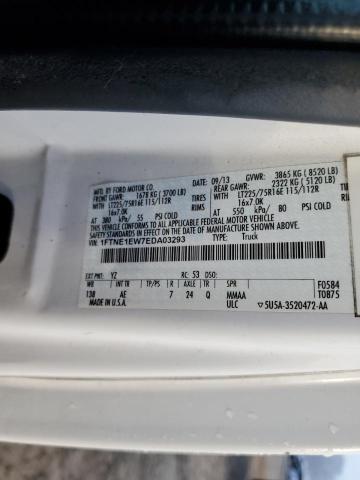 MFD. BY FORD MOTOR CO.
DATE: 09/13 GVWR: 3865 KG (8520 LB)
FRONT GAWR: 1678 KG (3700 LB) REAR GAWR: 2322 KG (5120 LB)
LT225/75R16E 115/112R LT225/75R16E 115/112R
16x7.0K 16x7.0K
AT 380 kPa/ 55 PSI COLD AT 550 kPa/ 80 PSI COLD
THIS VEHICLE CONFORMS TO ALL APPLICABLE FEDERAL MOTOR VEHICLE
SAFETY STANDARDS IN EFFECT ON THE DATE OF MANUFACTURE SHOWN ABOVE.
VIN: 1FTNE1EW7EDA03293
TYPE: Truck
EXT PNT: YZ RC: 53 DSO:
WB INT TR TP/PS R AXLE TR SPR F0584
138 AE 7 24 Q MMAA T0875
MADE IN U.S.A. ULC 5U5A-3520472-AA